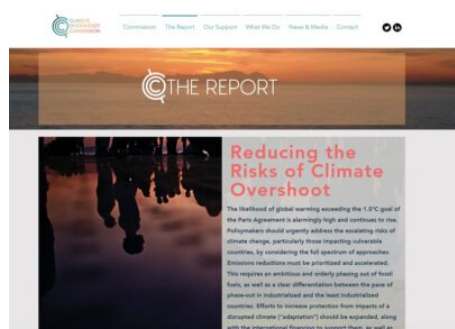 CLIMATE
OVERSHOOT
COMMISSION
Commission The Report Our Support What We Do News & Media Contact
THE REPORT
Reducing the
Risks of Climate
Overshoot
The likelihood of global warming exceeding the 1.5°C goal of
the Paris Agreement is alarmingly high and continues to rise.
Policymakers should urgently address the escalating risks of
climate change, particularly those impacting vulnerable
countries, by considering the full spectrum of approaches.
Emissions reductions must be prioritized and accelerated.
This requires an ambitious and orderly phasing out of fossil
fuels, as well as a clear differentiation between the pace of
phase-out in industrialized and the least industrialized
countries. Efforts to increase protection from impacts of a
disrupted climate ("adaptation") should be expanded, along
with the international financing to support them, as well as